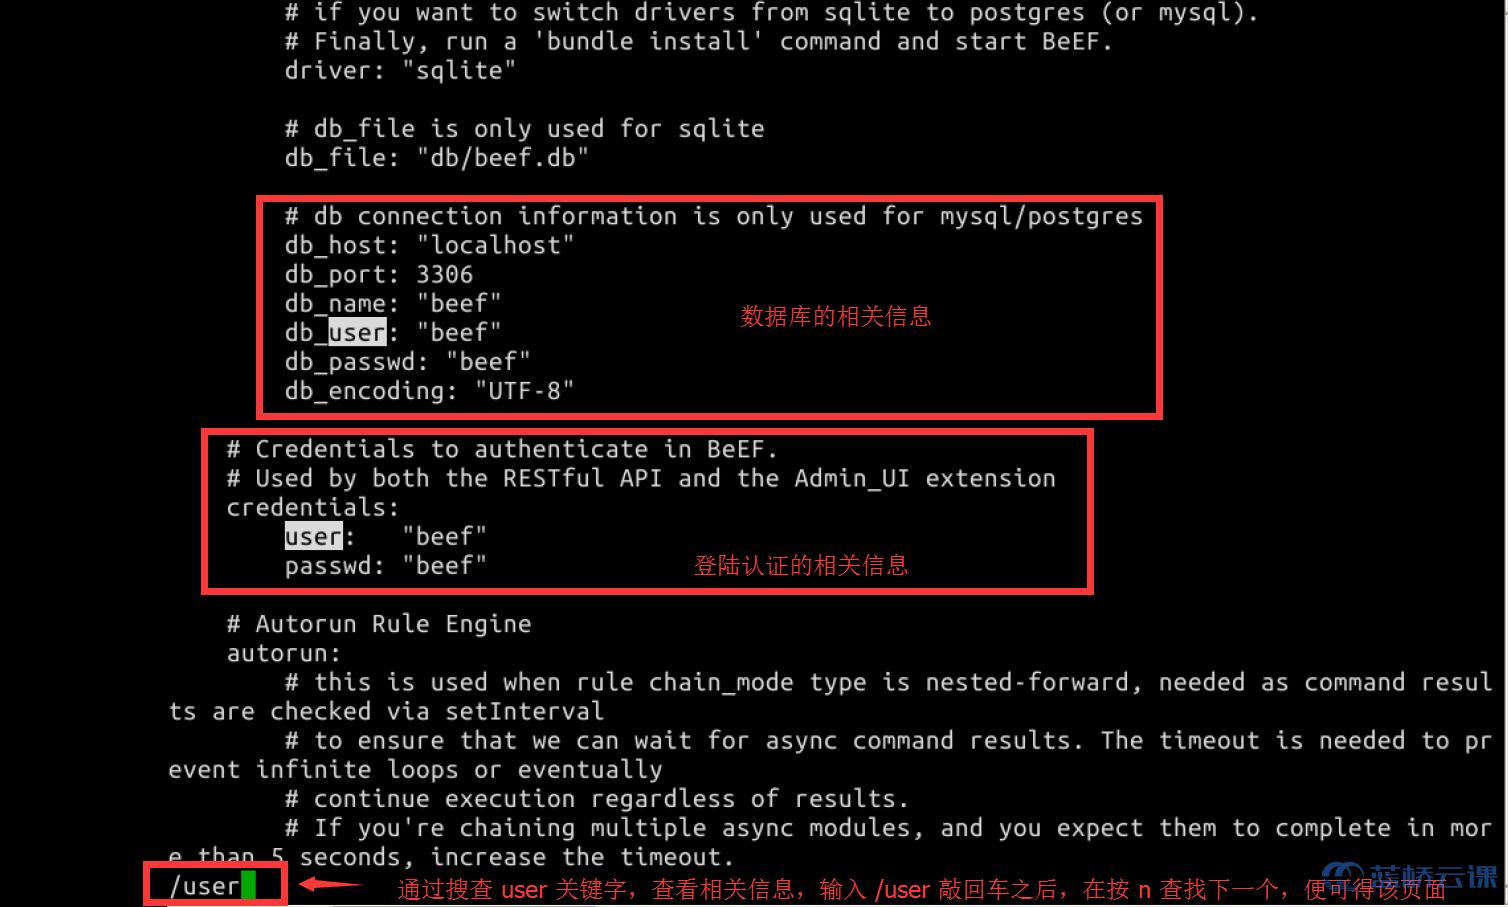 # if you want to switch drivers from sqlite to postgres (or mysql).
# Finally, run a 'bundle install' command and start BeEF.
driver: "sqlite"
# db_file is only used for sqlite
db_file: "db/beef.db"
# db connection information is only used for mysql/postgres
db_host: "localhost"
db_port: 3306
db_name: "beef"
数据库的相关信息
db_user: "beef"
db_passwd: "beef"
db_encoding: "UTF-8"
# Credentials to authenticate in BeEF.
# Used by both the RESTful API and the Admin_UI extension
credentials:
user:   "beef"
passwd: "beef"
登陆认证的相关信息
# Autorun Rule Engine
autorun:
# this is used when rule chain_mode type is nested-forward, needed as command resul
ts are checked via setInterval
# to ensure that we can wait for async command results. The timeout is needed to pr
event infinite loops or eventually
# continue execution regardless of results.
# If you're chaining multiple async modules, and you expect them to complete in mor
e than 5 seconds, increase the timeout.
/user
通过搜查 user 关键字，查看相关信息，输入 /user 敲回车之后，在按 n 查找下一个，便可得该页面
蓝桥云课